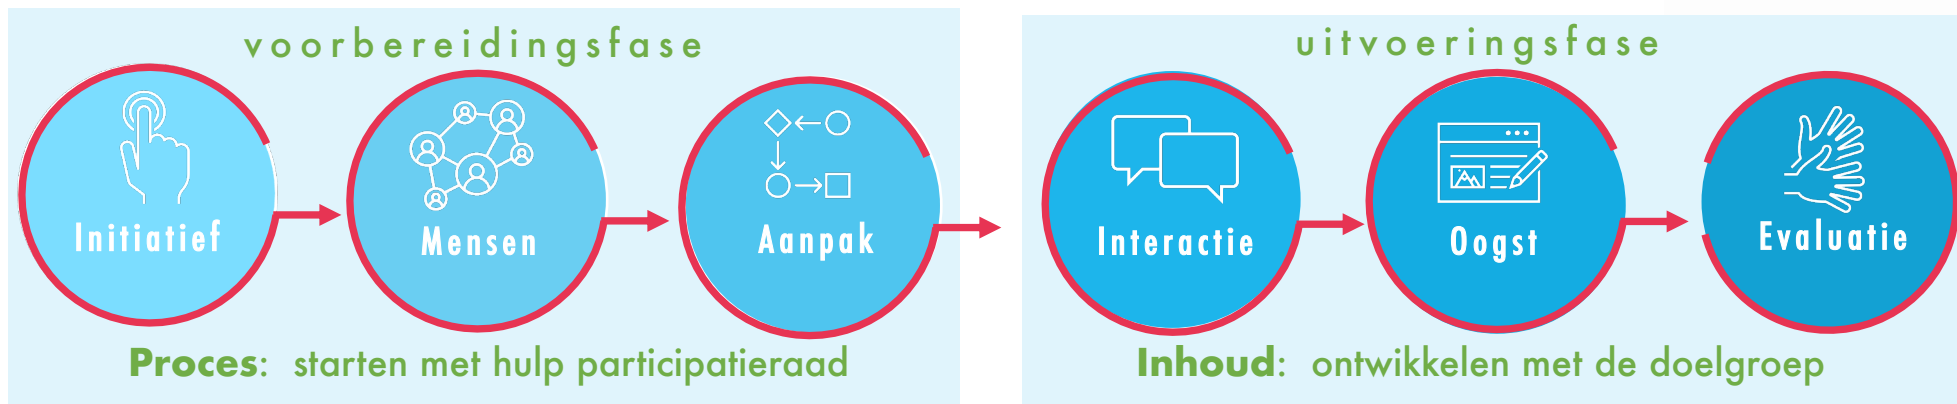 voorbereidingsfase
Initiatief
Mensen
Aanpak
Proces: starten met hulp participatieraad
uitvoeringsfase
Interactie
Oogst
Evaluatie
Inhoud: ontwikkelen met de doelgroep